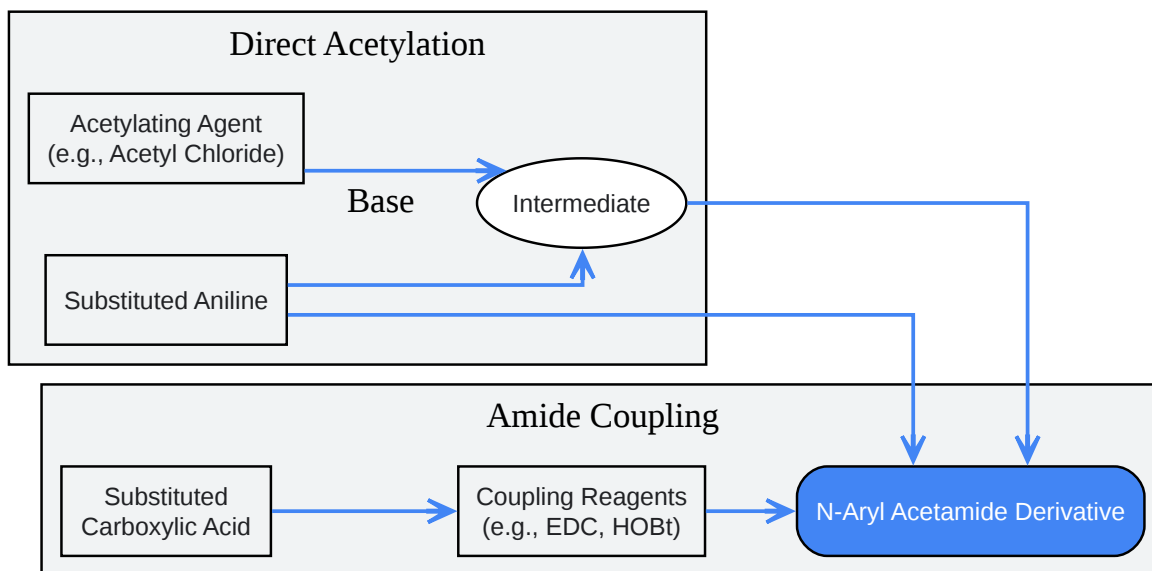 Direct Acetylation
Acetylating Agent
(e.g., Acetyl Chloride)
Base
Intermediate
Substituted Aniline
Amide Coupling
Substituted
Carboxylic Acid
Coupling Reagents
(e.g., EDC, HOBt)
N-Aryl Acetamide Derivative